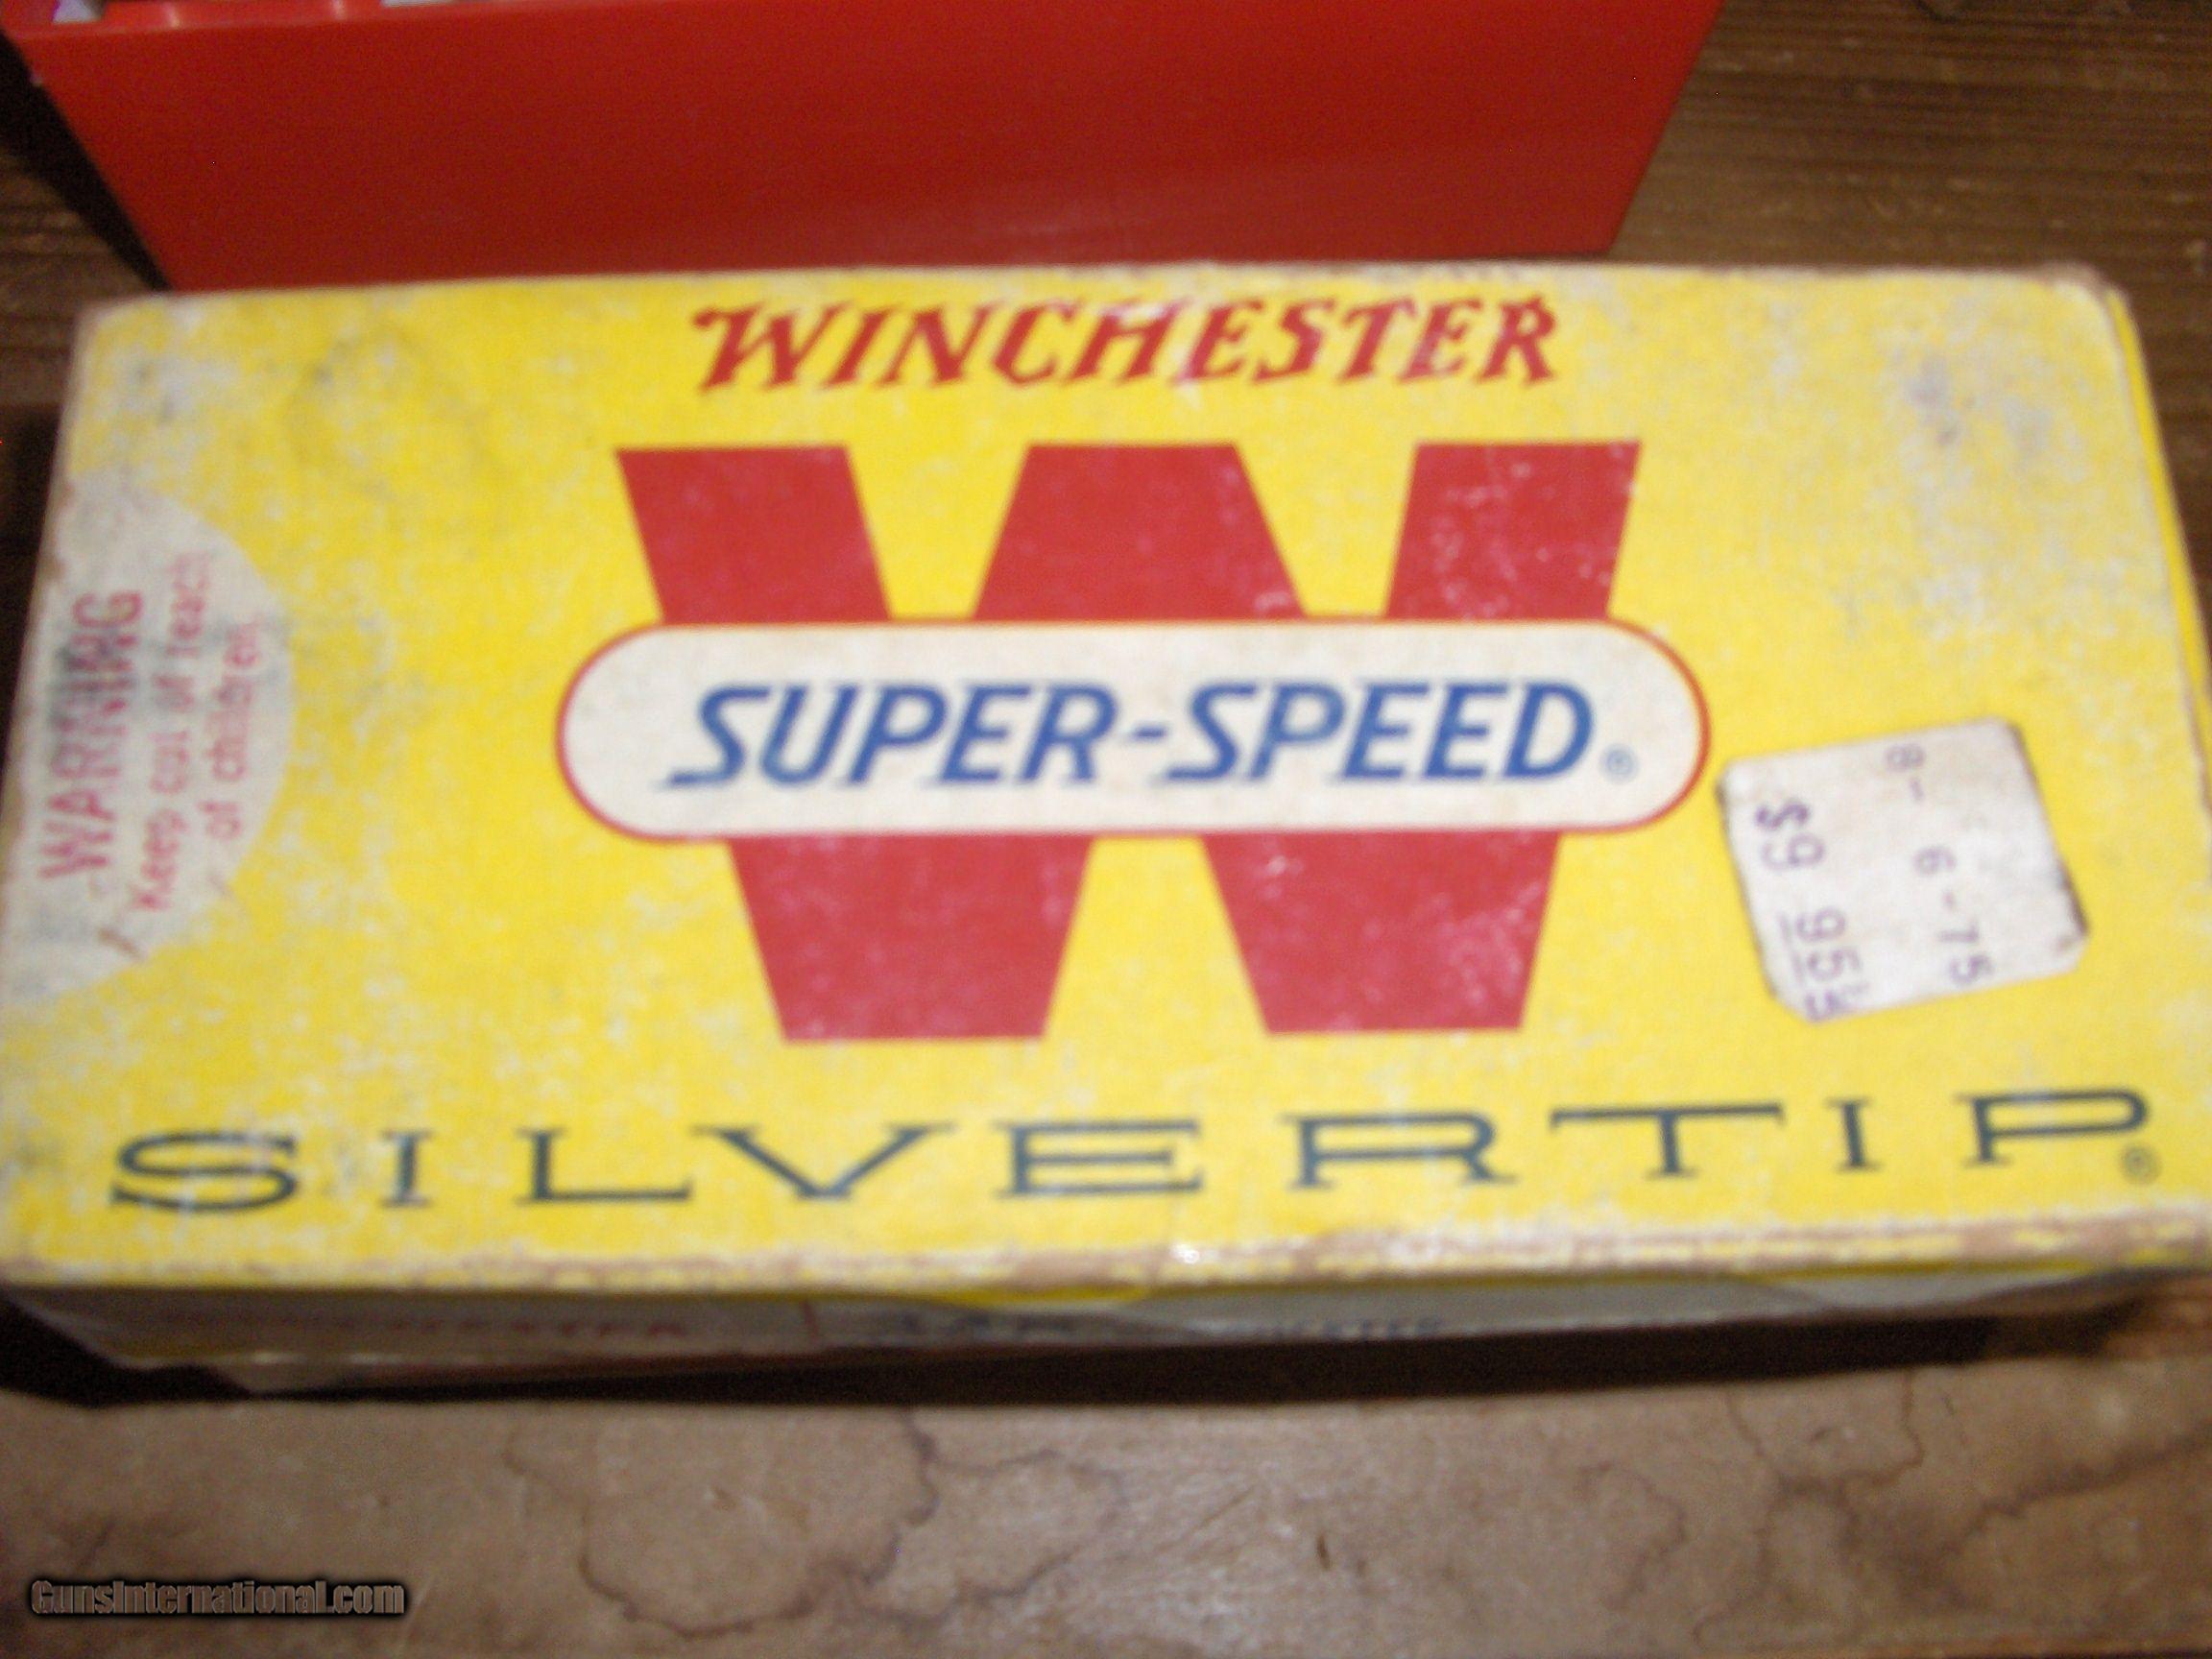 WINCHESTER
W
SUPER-SPEED®
SILVERTIP®
WARNING
Keep out of reach
of children.
8- 6-75
$9 95
GunsInternational.com